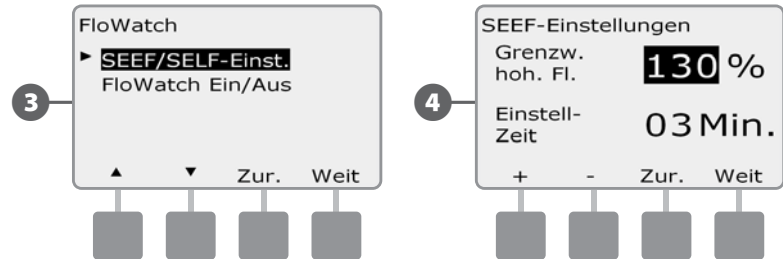 FloWatch
► SEEF/SELF-Einst.
FloWatch Ein/Aus
▲ ▼ Zur. Weit
3
SEEF-Einstellungen
Grenzw.
hoh. Fl. 130 %
Einstell-
Zeit 03 Min.
+ - Zur. Weit
4